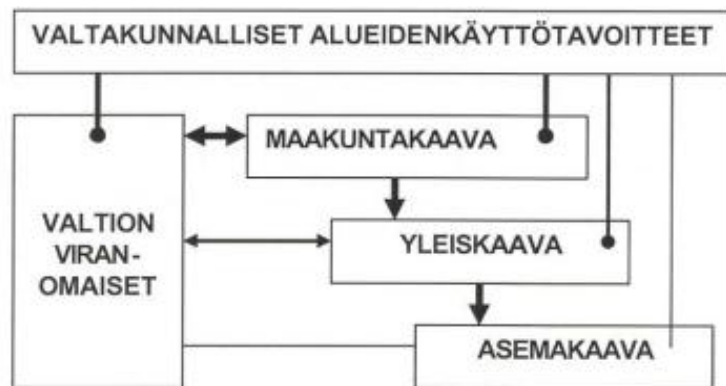 VALTAKUNNALLISET ALUEIDENKÄYTTÖTAVOITTEET
MAAKUNTAKAAVA
VALTION
VIRAN-
OMAISET
YLEISKAAVA
ASEMAKAAVA